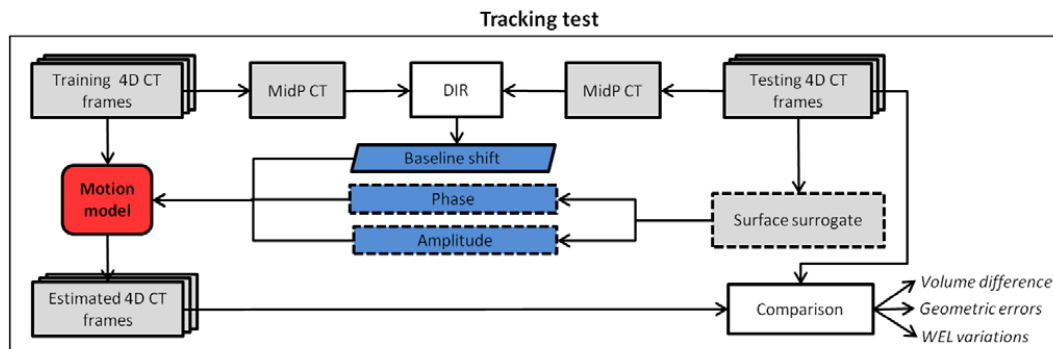 Tracking test
Training 4D CT
frames
MidP CT
DIR
MidP CT
Testing 4D CT
frames
Baseline shift
Motion
model
Phase
Surface surrogate
Amplitude
Estimated 4D CT
frames
Comparison
Volume difference
Geometric errors
WEL variations